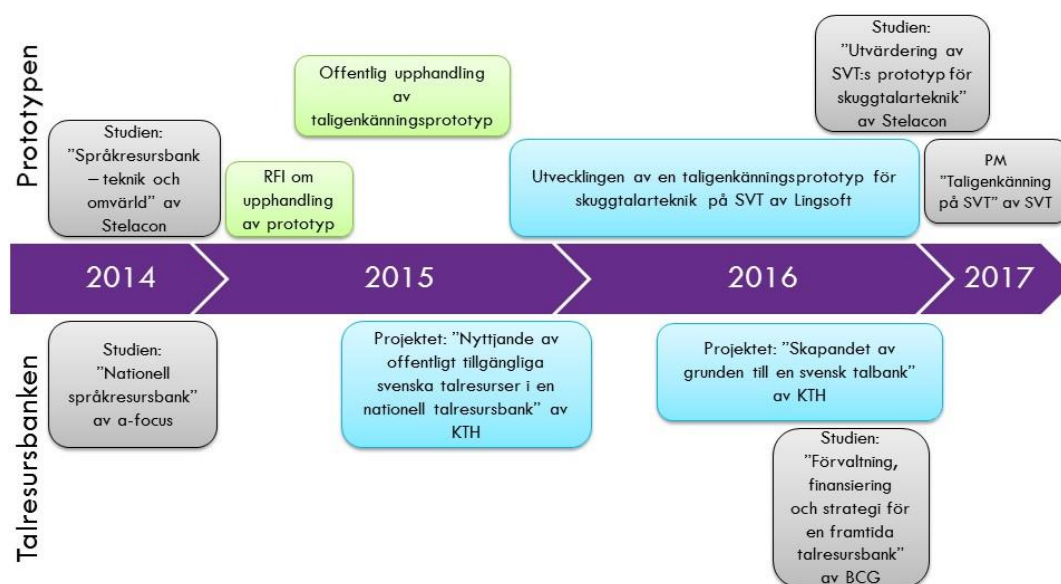 Prototypen
Studien:
”Språkresursbank
– teknik och
omvärld” av
Stelacon
RFI om
upphandling
av prototyp
Offentlig upphandling
av
taligenkänningsprototyp
Utvecklingen av en taligenkänningsprototyp för
skuggtalarteknik på SVT av Lingsoft
Studien:
”Utvärdering av
SVT:s prototyp för
skuggtalarteknik”
av Stelacon
PM
”Taligenkänning
på SVT” av SVT
2014
2015
2016
2017
Talresursbanken
Studien:
”Nationell
språkresursbank”
av a-focus
Projektet: ”Nyttjande av
offentligt tillgängliga
svenska talresurser i en
nationell talresursbank” av
KTH
Projektet: ”Skapandet av
grunden till en svensk talbank”
av KTH
Studien:
”Förvaltning,
finansiering
och strategi för
en framtida
talresursbank”
av BCG